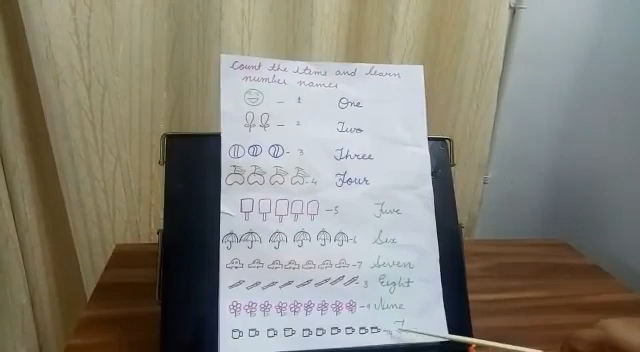 Count the items and learn
number names
- 1 One
- 2 Two
- 3 Three
- 4 Four
- 5 Five
- 6 Six
- 7 Seven
- 8 Eight
- 9 Nine